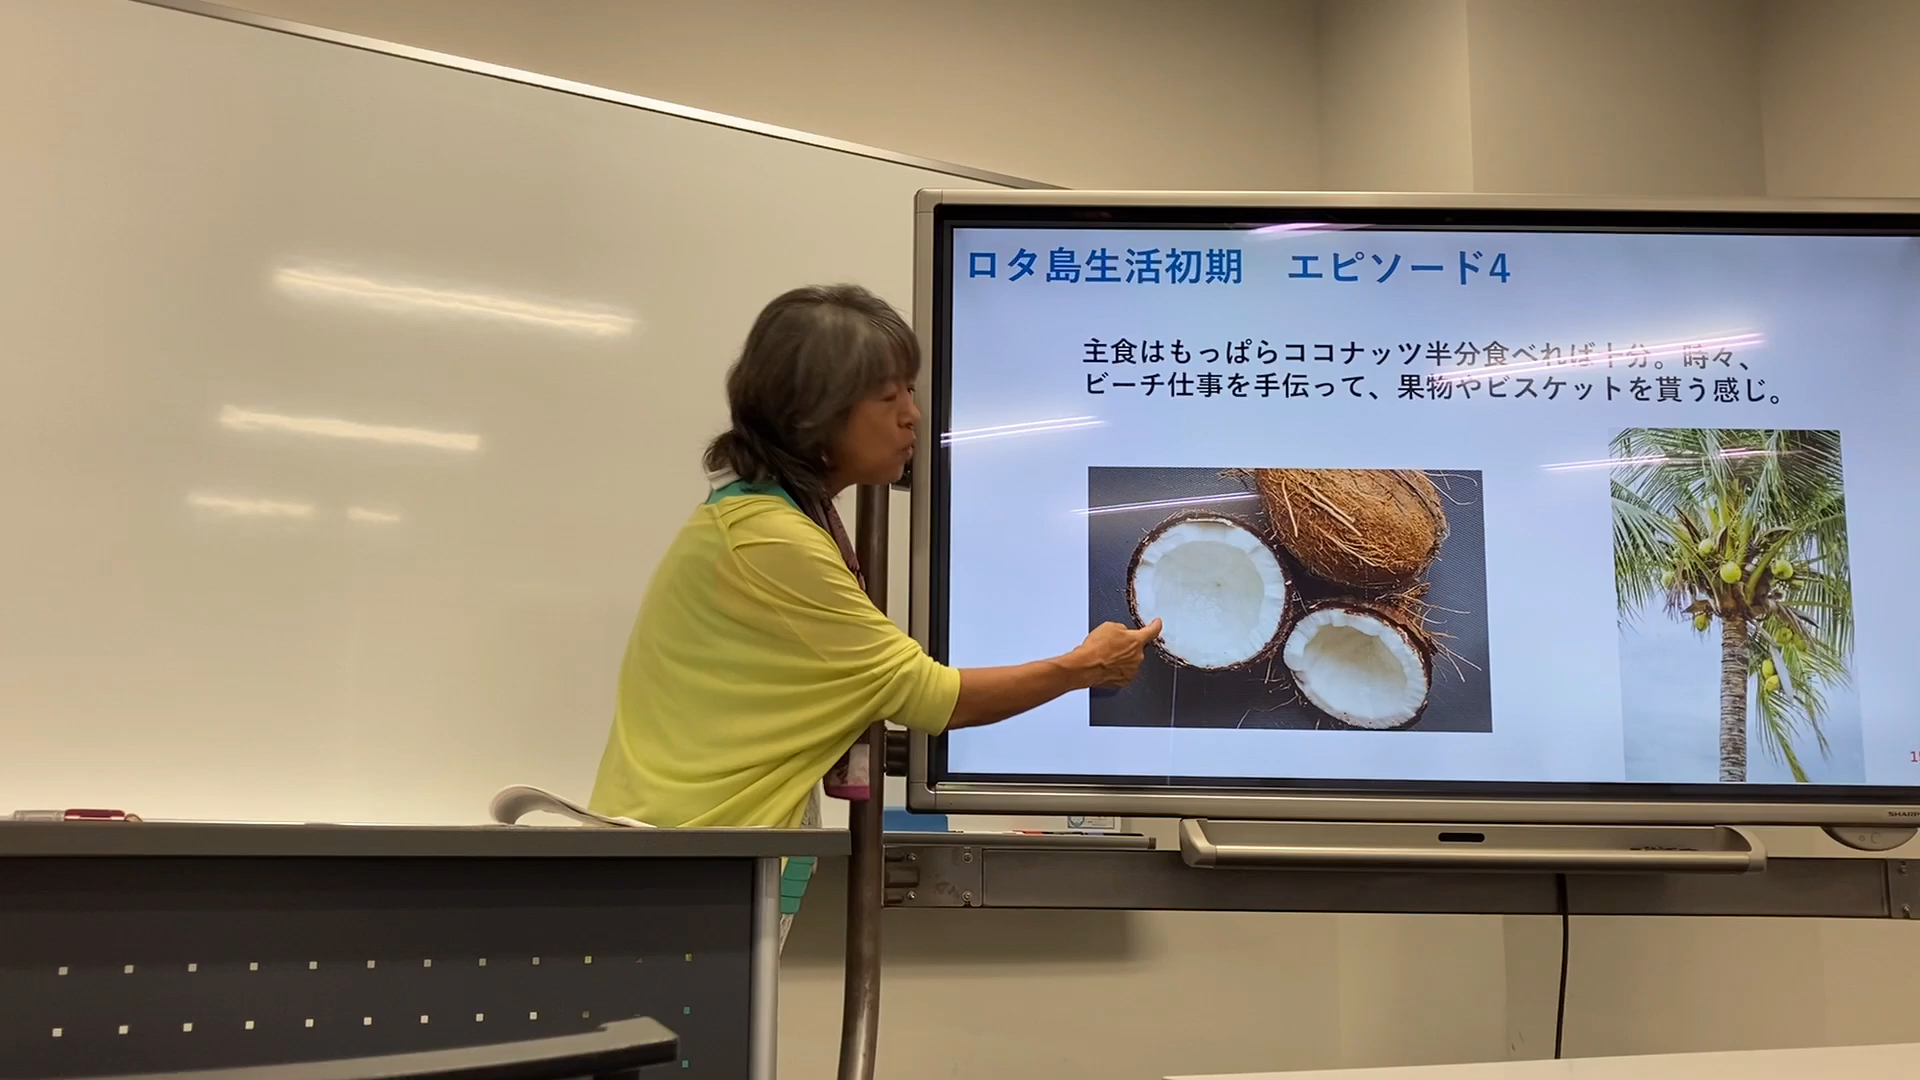 ロタ島生活初期　エピソード4
主食はもっぱらココナッツ半分食べれば十分。時々、
ビーチ仕事を手伝って、果物やビスケットを貰う感じ。
SHARP